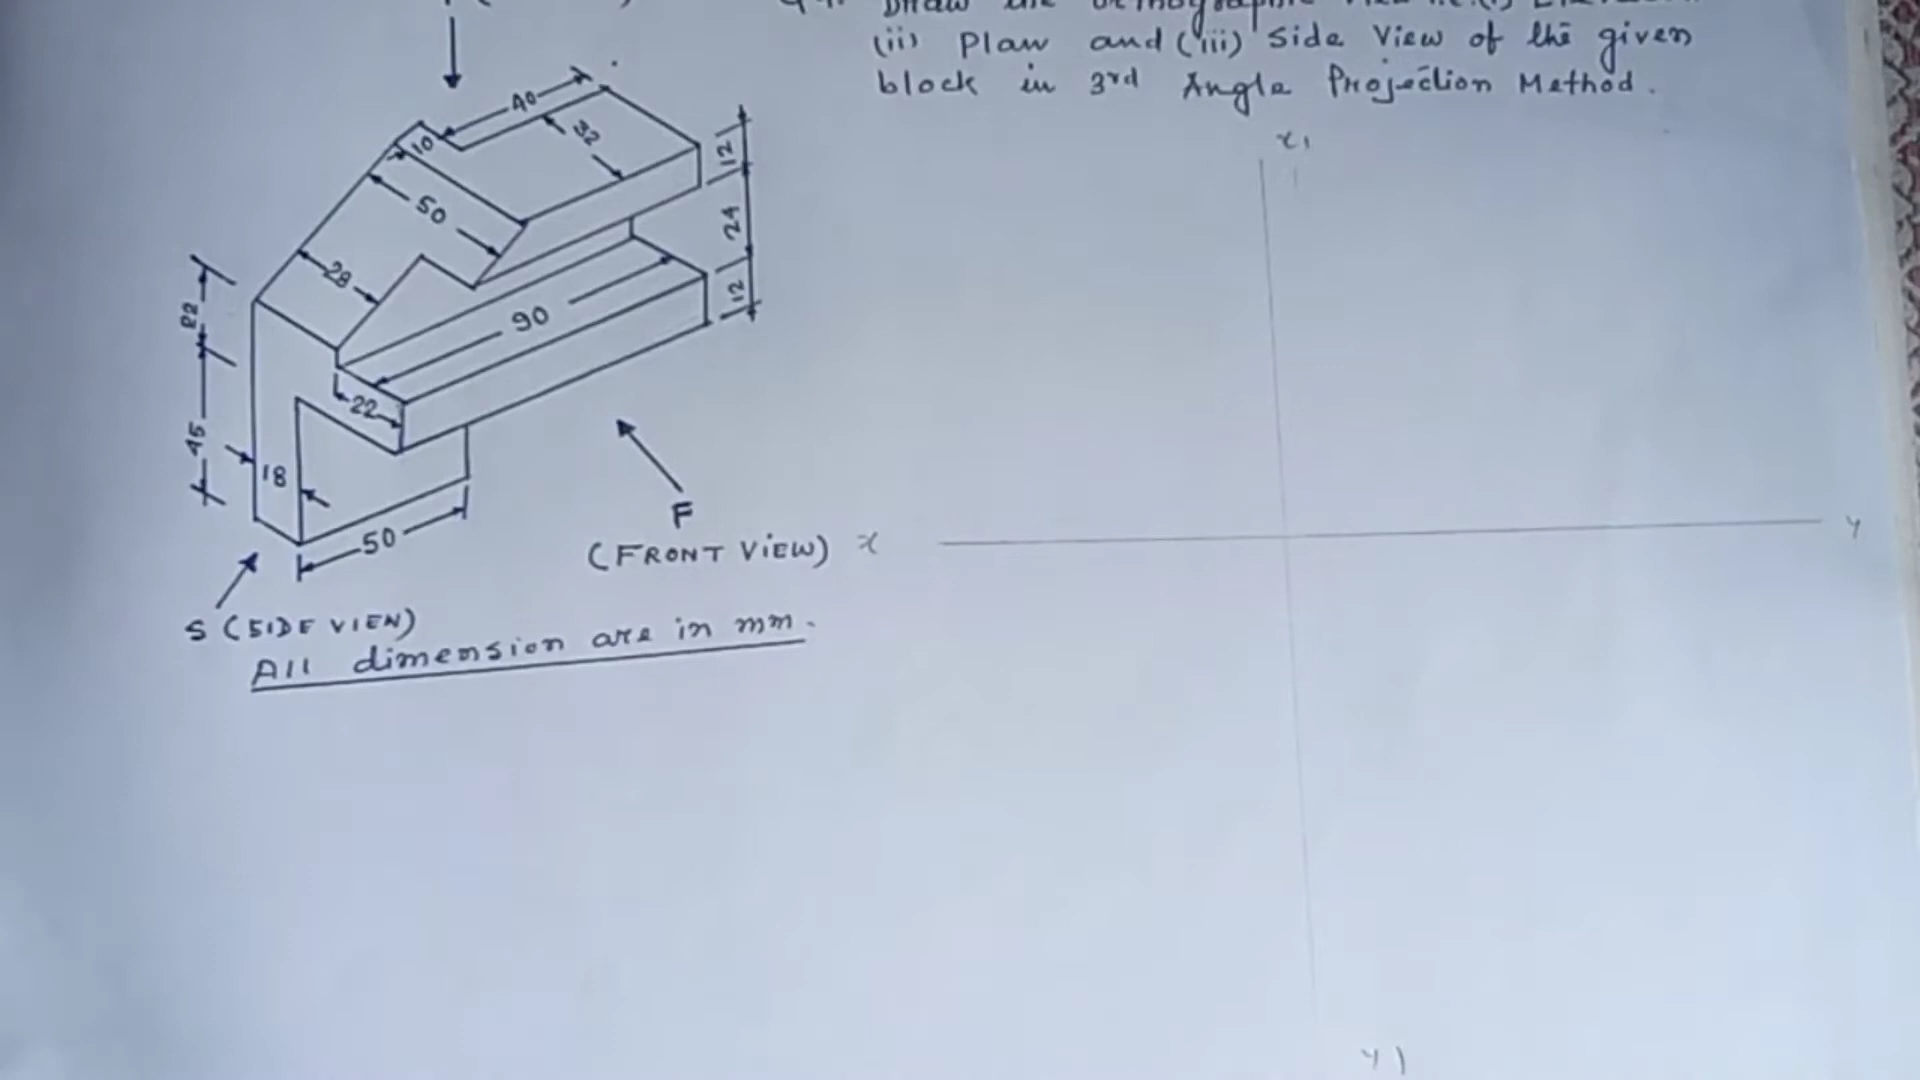 (ii) Plan and (iii) Side View of the given
block in 3rd Angle Projection Method.
x1
40
10
32
12
50
24
28
12
22
90
22
45
18
50
F
(FRONT VIEW)
x
y
S (SIDE VIEW)
All dimension are in mm.
y1